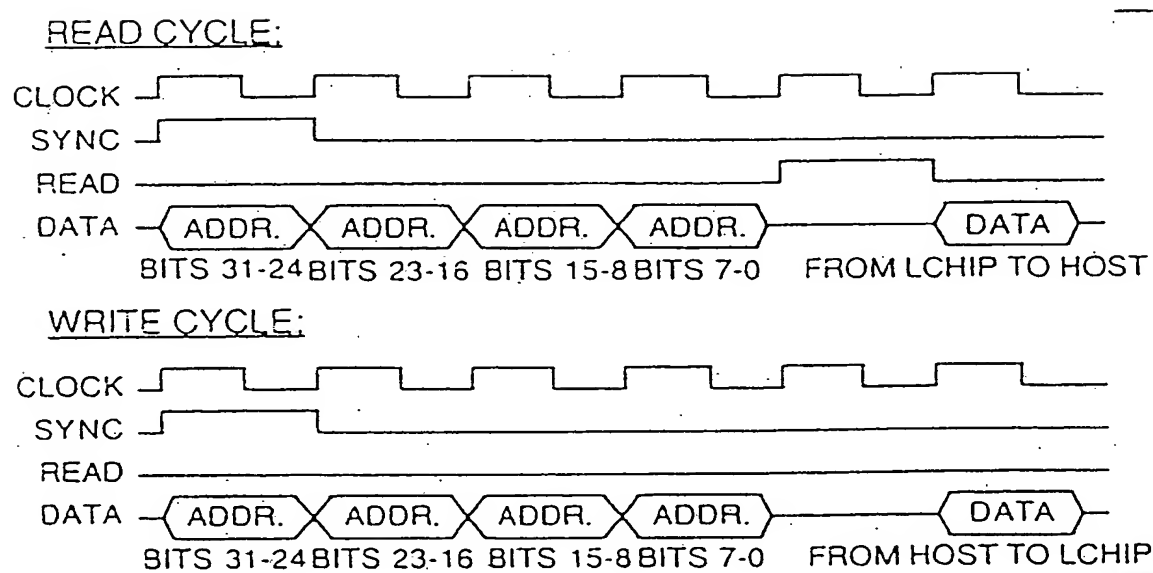 READ CYCLE:
CLOCK
SYNC
READ
DATA ADDR. ADDR. ADDR. ADDR. DATA
BITS 31-24 BITS 23-16 BITS 15-8 BITS 7-0 FROM LCHIP TO HOST
WRITE CYCLE:
CLOCK
SYNC
READ
DATA ADDR. ADDR. ADDR. ADDR. DATA
BITS 31-24 BITS 23-16 BITS 15-8 BITS 7-0 FROM HOST TO LCHIP